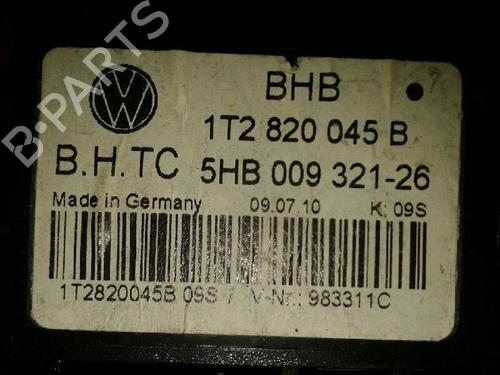 BHB
1T2 820 045 B
B.H.TC 5HB 009 321-26
Made in Germany 09.07.10 K: 09S
1T2820045B 09S / V-Nr.: 983311C
B-PARTS